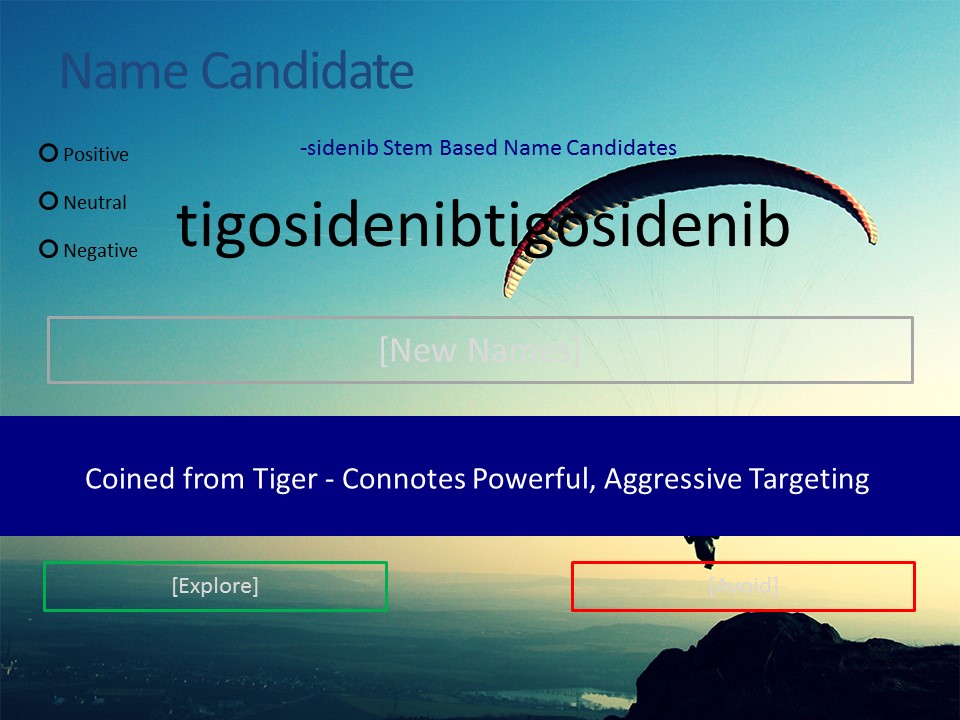 Name Candidate
-sidenib Stem Based Name Candidates
Positive
Neutral
Negative
tigosidenibtigosidenib
[New Names]
Coined from Tiger - Connotes Powerful, Aggressive Targeting
[Explore]
[Avoid]